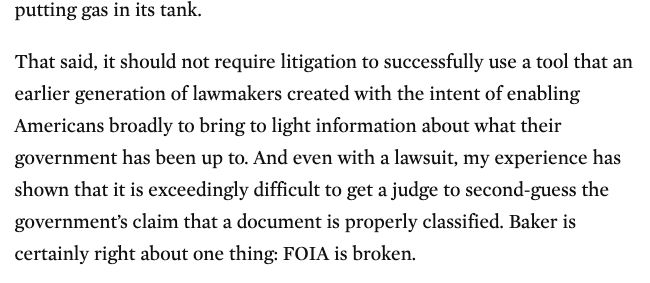 putting gas in its tank.
That said, it should not require litigation to successfully use a tool that an
earlier generation of lawmakers created with the intent of enabling
Americans broadly to bring to light information about what their
government has been up to. And even with a lawsuit, my experience has
shown that it is exceedingly difficult to get a judge to second-guess the
government’s claim that a document is properly classified. Baker is
certainly right about one thing: FOIA is broken.